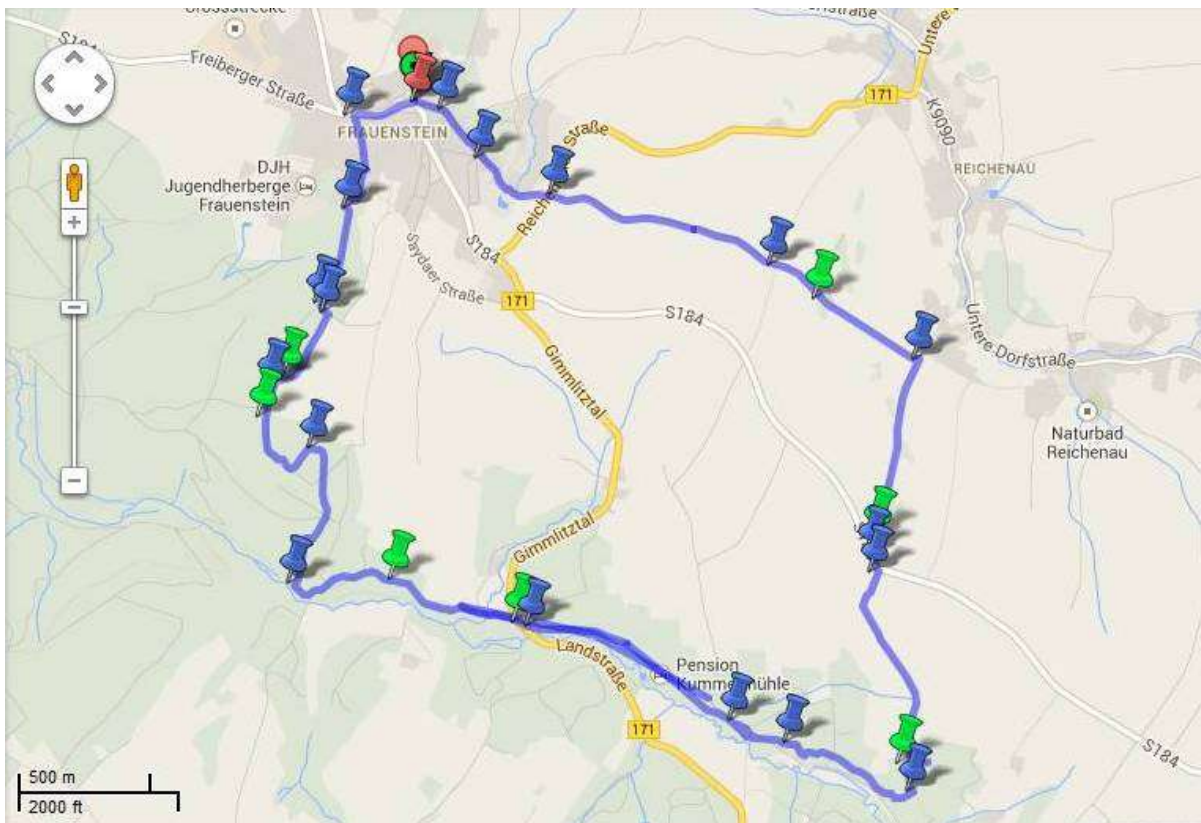 S184
Freiberger Straße
FRAUENSTEIN
DJH
Jugendherberge
Frauenstein
Saydaer Straße
S184
171
Straße
171
K9090
REICHENAU
S184
Untere Dorfstraße
Naturbad
Reichenau
Gimmlitztal
Gimmlitztal
Landstraße
Pension
171
S184
500 m
2000 ft